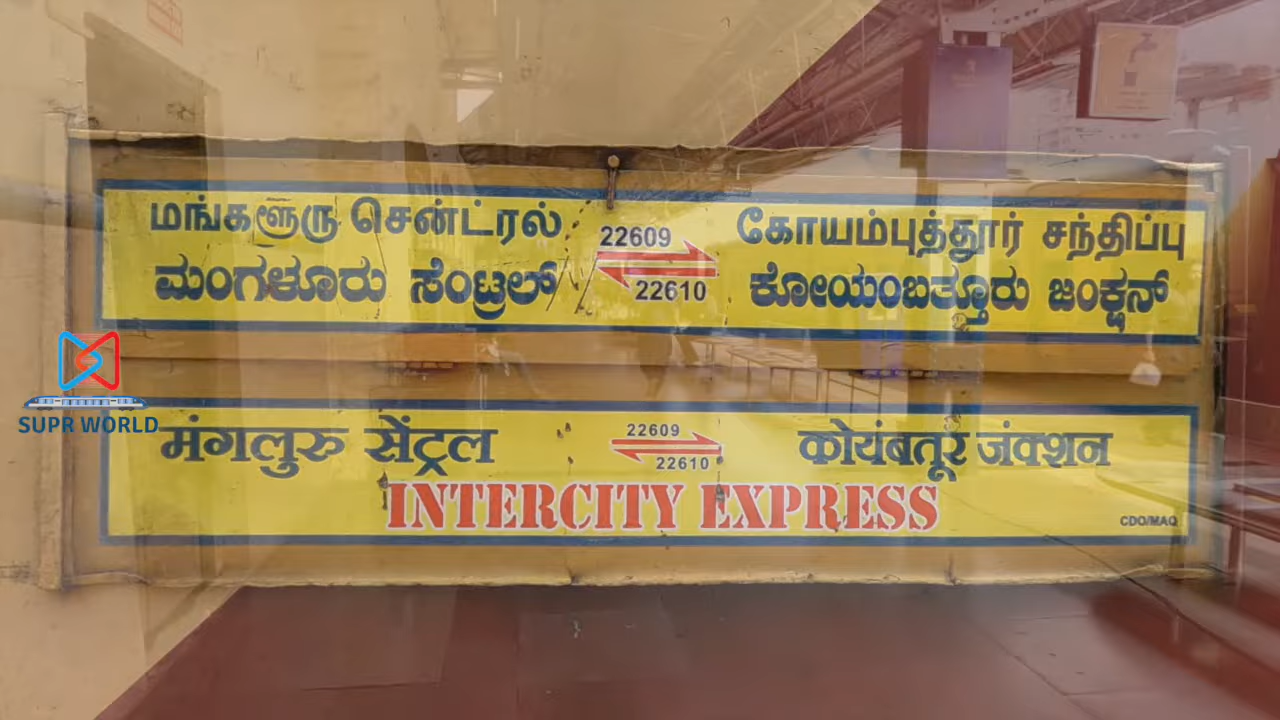 மங்களூரு சென்ட்ரல் 22609 கோயம்புத்தூர் சந்திப்பு
ಮಂಗಳೂರು ಸೆಂಟ್ರಲ್ 22610 ಕೋಯಂಬತ್ತೂರು ಜಂಕ್ಷನ್
SUPR WORLD
मंगलुरु सेंट्रल 22609 कोयंबतूर जंक्शन
22610
INTERCITY EXPRESS
CDO/MAQ